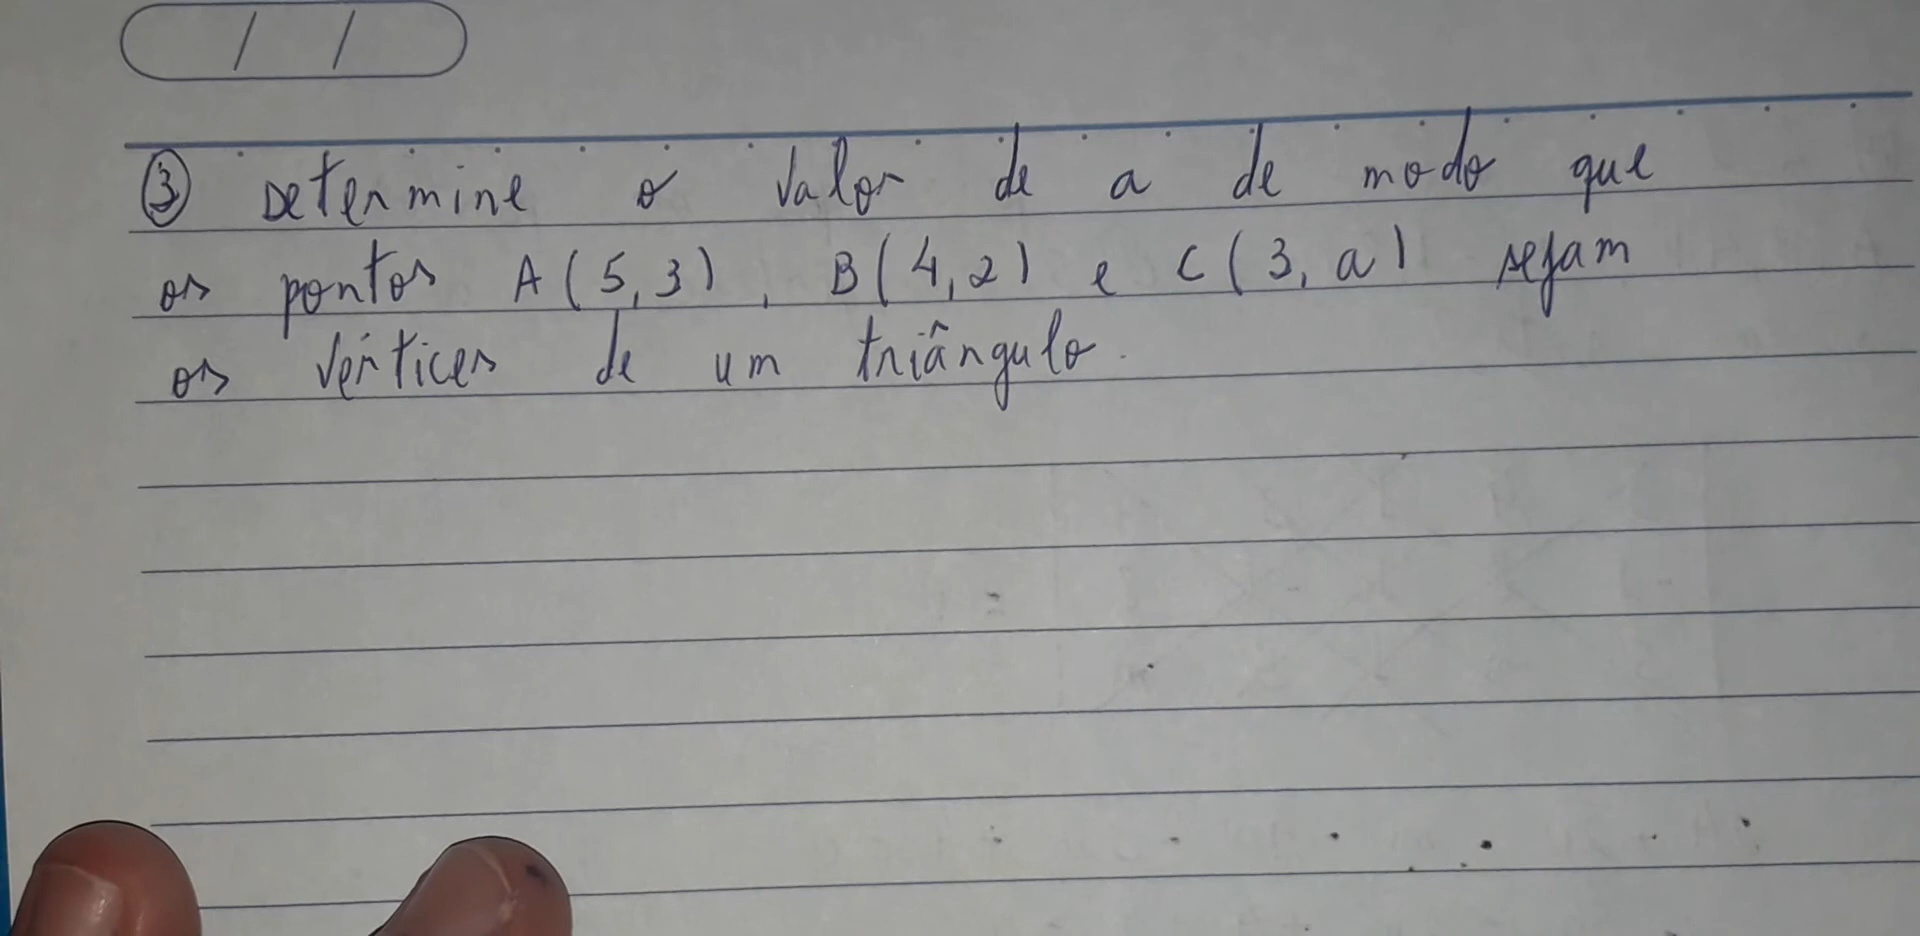 / /
③ Determine o valor de a de modo que
os pontos A(5,3), B(4,2) e C(3,a) sejam
os vértices de um triângulo.